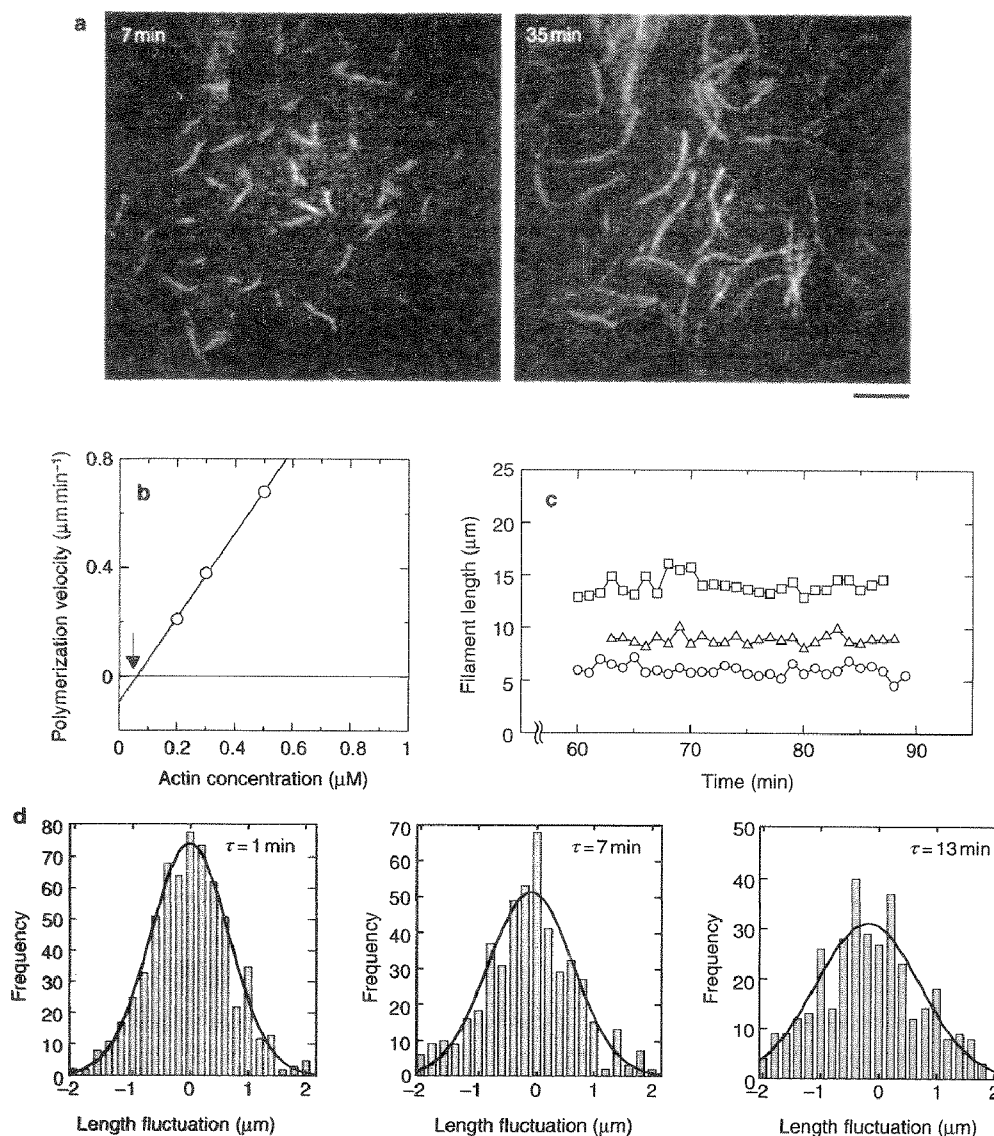 a
7 min
35 min
b
0.8
0.4
0
Polymerization velocity (μm min⁻¹)
0 0.2 0.4 0.6 0.8 1
Actin concentration (μM)
c
25
20
15
10
5
0
Filament length (μm)
60 70 80 90
Time (min)
d
τ = 1 min
80
70
60
50
40
30
20
10
0
Frequency
-2 -1 0 1 2
Length fluctuation (μm)
τ = 7 min
70
60
50
40
30
20
10
0
Frequency
-2 -1 0 1 2
Length fluctuation (μm)
τ = 13 min
50
40
30
20
10
0
Frequency
-2 -1 0 1 2
Length fluctuation (μm)